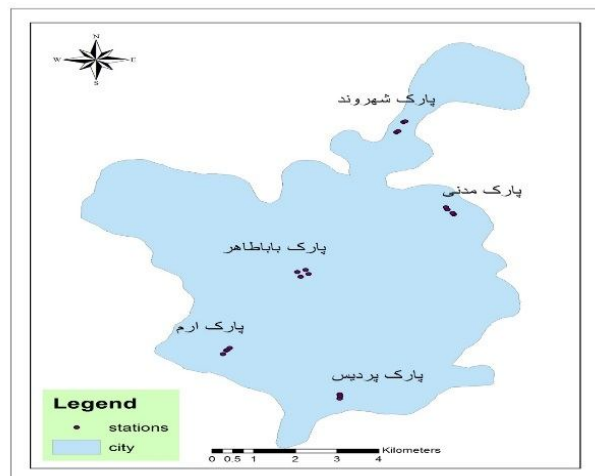 N
W E
S
پارک شهروند
پارک مدنی
پارک باباطاهر
پارک ارم
پارک پردیس
Legend
stations
city
Kilometers
0 0.5 1 2 3 4